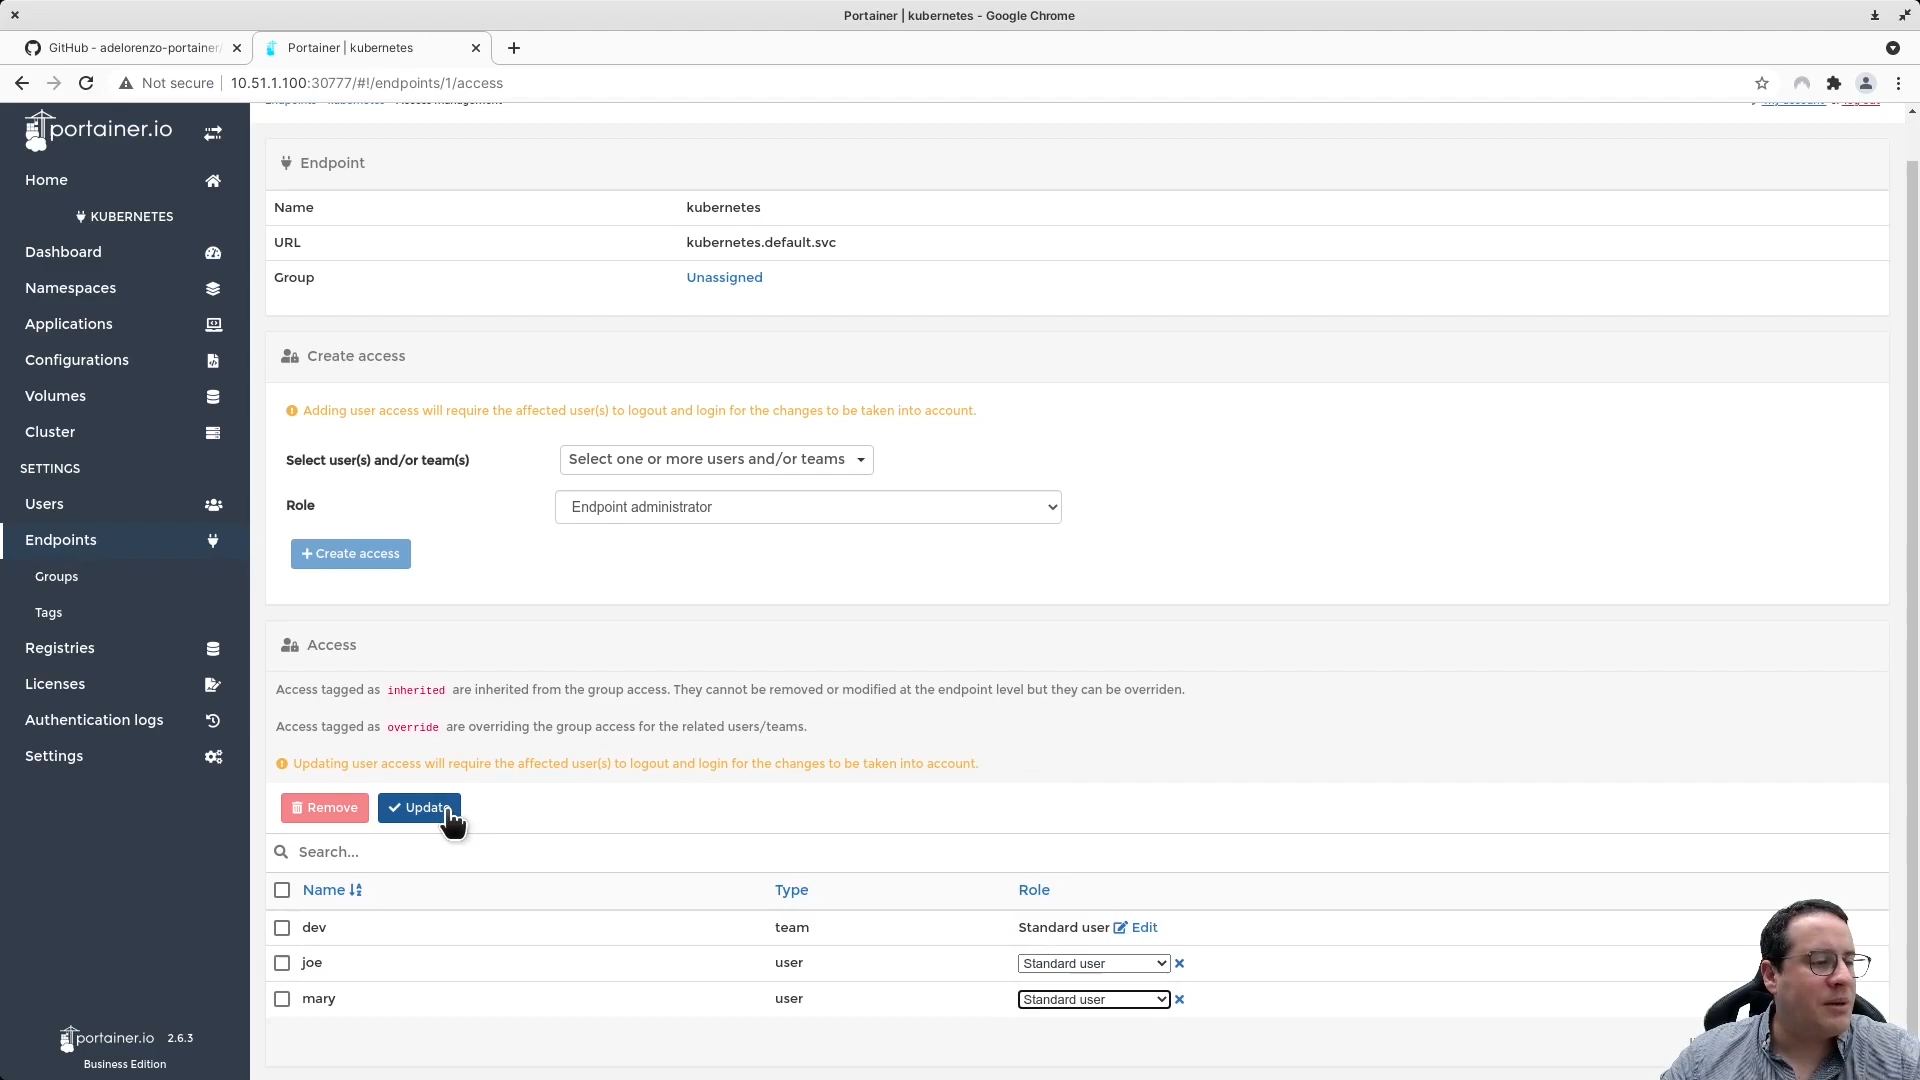 Portainer | kubernetes - Google Chrome
GitHub - adelorenzo-portainer/
Portainer | kubernetes
Not secure
10.51.1.100:30777/#!/endpoints/1/access
portainer.io
Home
KUBERNETES
Dashboard
Namespaces
Applications
Configurations
Volumes
Cluster
SETTINGS
Users
Endpoints
Groups
Tags
Registries
Licenses
Authentication logs
Settings
portainer.io 2.6.3
Business Edition
Endpoint
Name kubernetes
URL kubernetes.default.svc
Group Unassigned
Create access
Adding user access will require the affected user(s) to logout and login for the changes to be taken into account.
Select user(s) and/or team(s) Select one or more users and/or teams
Role Endpoint administrator
+ Create access
Access
Access tagged as inherited are inherited from the group access. They cannot be removed or modified at the endpoint level but they can be overriden.
Access tagged as override are overriding the group access for the related users/teams.
Updating user access will require the affected user(s) to logout and login for the changes to be taken into account.
Remove Update
Search...
Name Type Role
dev team Standard user Edit
joe user Standard user
mary user Standard user